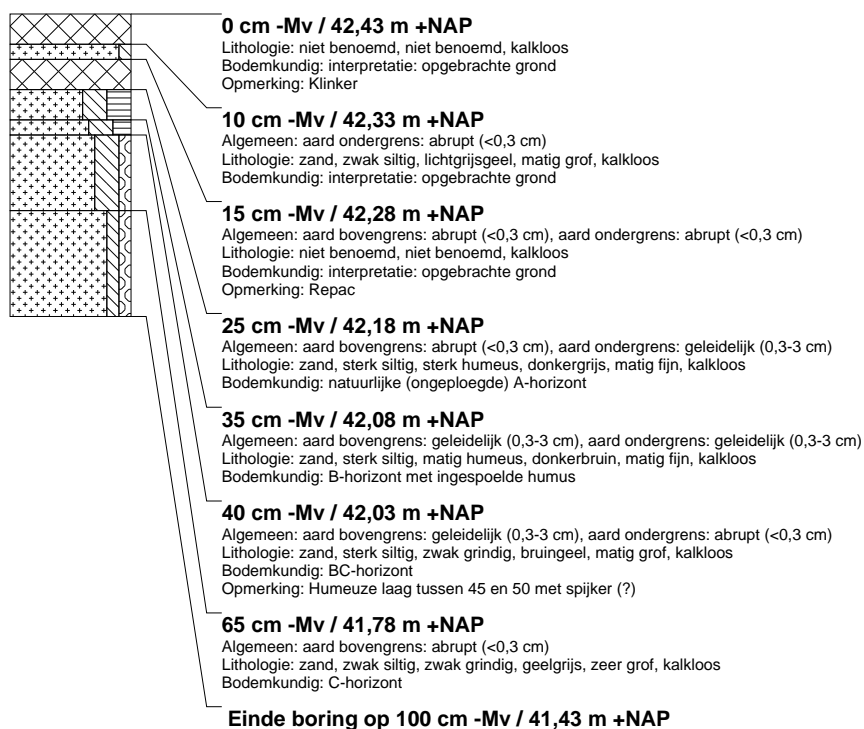 0 cm -Mv / 42,43 m +NAP
Lithologie: niet benoemd, niet benoemd, kalkloos
Bodemkundig: interpretatie: opgebrachte grond
Opmerking: Klinker
10 cm -Mv / 42,33 m +NAP
Algemeen: aard ondergrens: abrupt (<0,3 cm)
Lithologie: zand, zwak siltig, lichtgrijsgeel, matig grof, kalkloos
Bodemkundig: interpretatie: opgebrachte grond
15 cm -Mv / 42,28 m +NAP
Algemeen: aard bovengrens: abrupt (<0,3 cm), aard ondergrens: abrupt (<0,3 cm)
Lithologie: niet benoemd, niet benoemd, kalkloos
Bodemkundig: interpretatie: opgebrachte grond
Opmerking: Repac
25 cm -Mv / 42,18 m +NAP
Algemeen: aard bovengrens: abrupt (<0,3 cm), aard ondergrens: geleidelijk (0,3-3 cm)
Lithologie: zand, sterk siltig, sterk humeus, donkergrijs, matig fijn, kalkloos
Bodemkundig: natuurlijke (ongeploegde) A-horizont
35 cm -Mv / 42,08 m +NAP
Algemeen: aard bovengrens: geleidelijk (0,3-3 cm), aard ondergrens: geleidelijk (0,3-3 cm)
Lithologie: zand, sterk siltig, matig humeus, donkerbruin, matig fijn, kalkloos
Bodemkundig: B-horizont met ingespoelde humus
40 cm -Mv / 42,03 m +NAP
Algemeen: aard bovengrens: geleidelijk (0,3-3 cm), aard ondergrens: abrupt (<0,3 cm)
Lithologie: zand, sterk siltig, zwak grindig, bruingeel, matig grof, kalkloos
Bodemkundig: BC-horizont
Opmerking: Humeuze laag tussen 45 en 50 met spijker (?)
65 cm -Mv / 41,78 m +NAP
Algemeen: aard bovengrens: abrupt (<0,3 cm)
Lithologie: zand, zwak siltig, zwak grindig, geelgrijs, zeer grof, kalkloos
Bodemkundig: C-horizont
Einde boring op 100 cm -Mv / 41,43 m +NAP